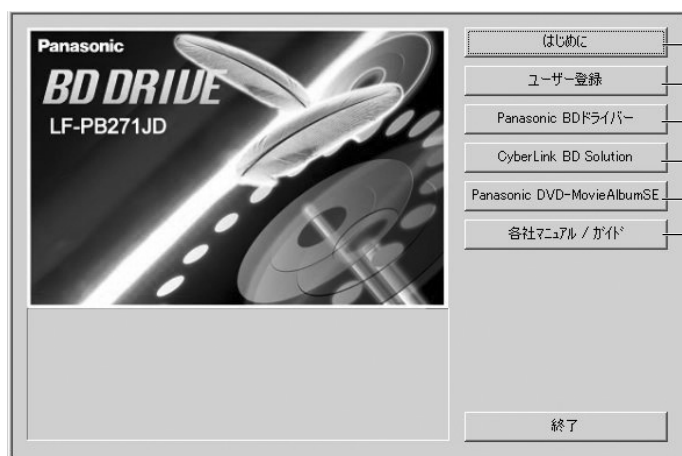 Panasonic
BD DRIVE
LF-PB271JD
はじめに
ユーザー登録
Panasonic BDドライバー
CyberLink BD Solution
Panasonic DVD-MovieAlbumSE
各社マニュアル / ガイド
終了